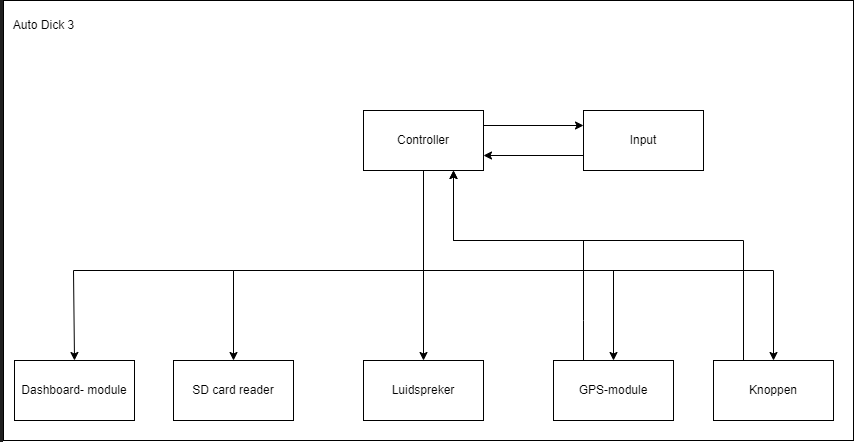 Auto Dick 3
Controller
Input
Dashboard- module
SD card reader
Luidspreker
GPS-module
Knoppen